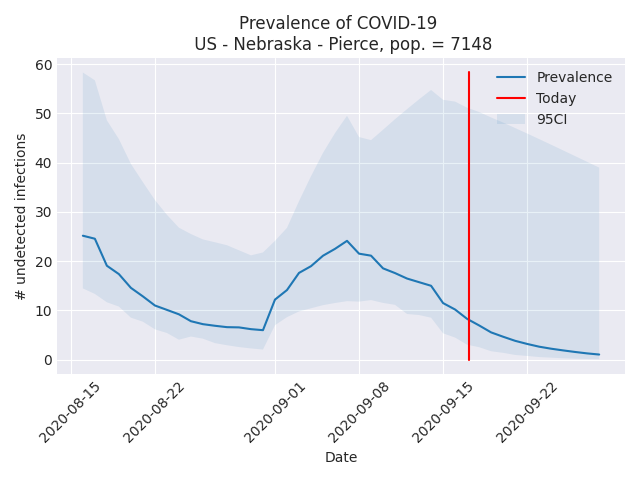 Prevalence of COVID-19
US - Nebraska - Pierce, pop. = 7148
# undetected infections
60
50
40
30
20
10
0
Prevalence
Today
95CI
2020-08-15
2020-08-22
2020-09-01
2020-09-08
2020-09-15
2020-09-22
Date